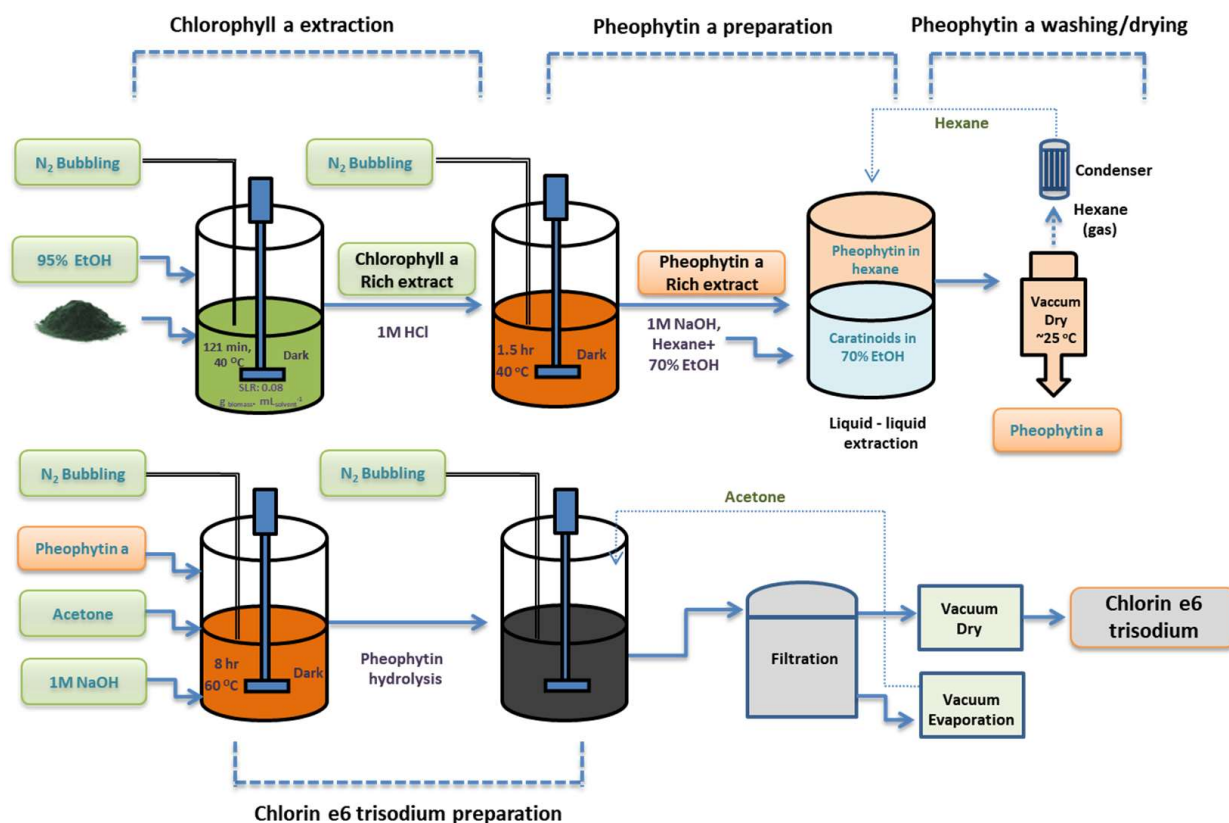 Chlorophyll a extraction
Pheophytin a preparation
Pheophytin a washing/drying
N2 Bubbling
N2 Bubbling
Hexane
Condenser
Hexane
(gas)
95% EtOH
Chlorophyll a
Rich extract
1M HCl
Pheophytin a
Rich extract
1M NaOH,
Hexane+
70% EtOH
121 min,
40 °C
Dark
SLR: 0.08
g biomass. mLsolvent-1
1.5 hr
40 °C
Dark
Pheophytin in
hexane
Caratinoids in
70% EtOH
Liquid - liquid
extraction
Vaccum
Dry
~25 °C
Pheophytin a
N2 Bubbling
N2 Bubbling
Pheophytin a
Acetone
1M NaOH
8 hr
60 °C
Dark
Pheophytin
hydrolysis
Acetone
Filtration
Vacuum
Dry
Chlorin e6
trisodium
Vacuum
Evaporation
Chlorin e6 trisodium preparation